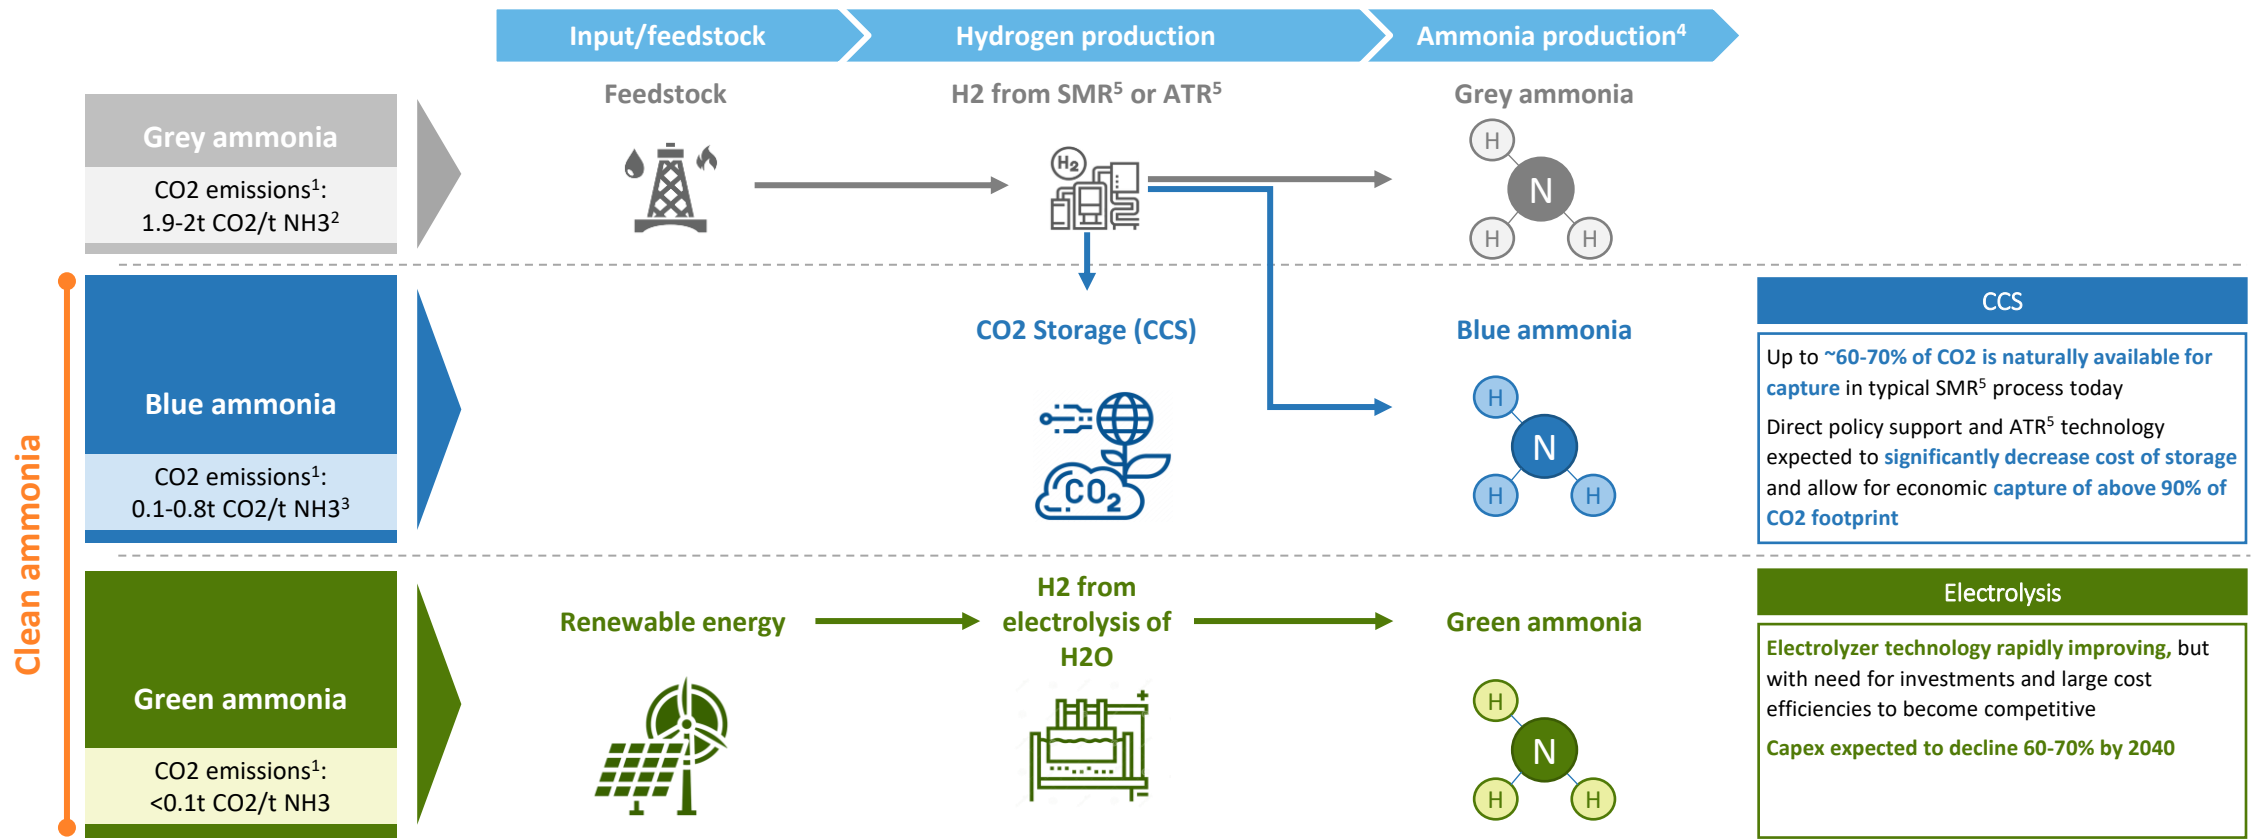 Input/feedstock
Hydrogen production
Ammonia production⁴
Feedstock
H2 from SMR⁵ or ATR⁵
Grey ammonia
Grey ammonia
CO2 emissions¹:
1.9-2t CO2/t NH3²
H₂
H
N
H
H
Clean ammonia
Blue ammonia
CO2 emissions¹:
0.1-0.8t CO2/t NH3³
CO2 Storage (CCS)
CO₂
Blue ammonia
H
N
H
H
CCS
Up to ~60-70% of CO2 is naturally available for
capture in typical SMR⁵ process today
Direct policy support and ATR⁵ technology
expected to significantly decrease cost of storage
and allow for economic capture of above 90% of
CO2 footprint
Green ammonia
CO2 emissions¹:
<0.1t CO2/t NH3
Renewable energy
H2 from
electrolysis of
H2O
Green ammonia
H
N
H
H
Electrolysis
Electrolyzer technology rapidly improving, but
with need for investments and large cost
efficiencies to become competitive
Capex expected to decline 60-70% by 2040